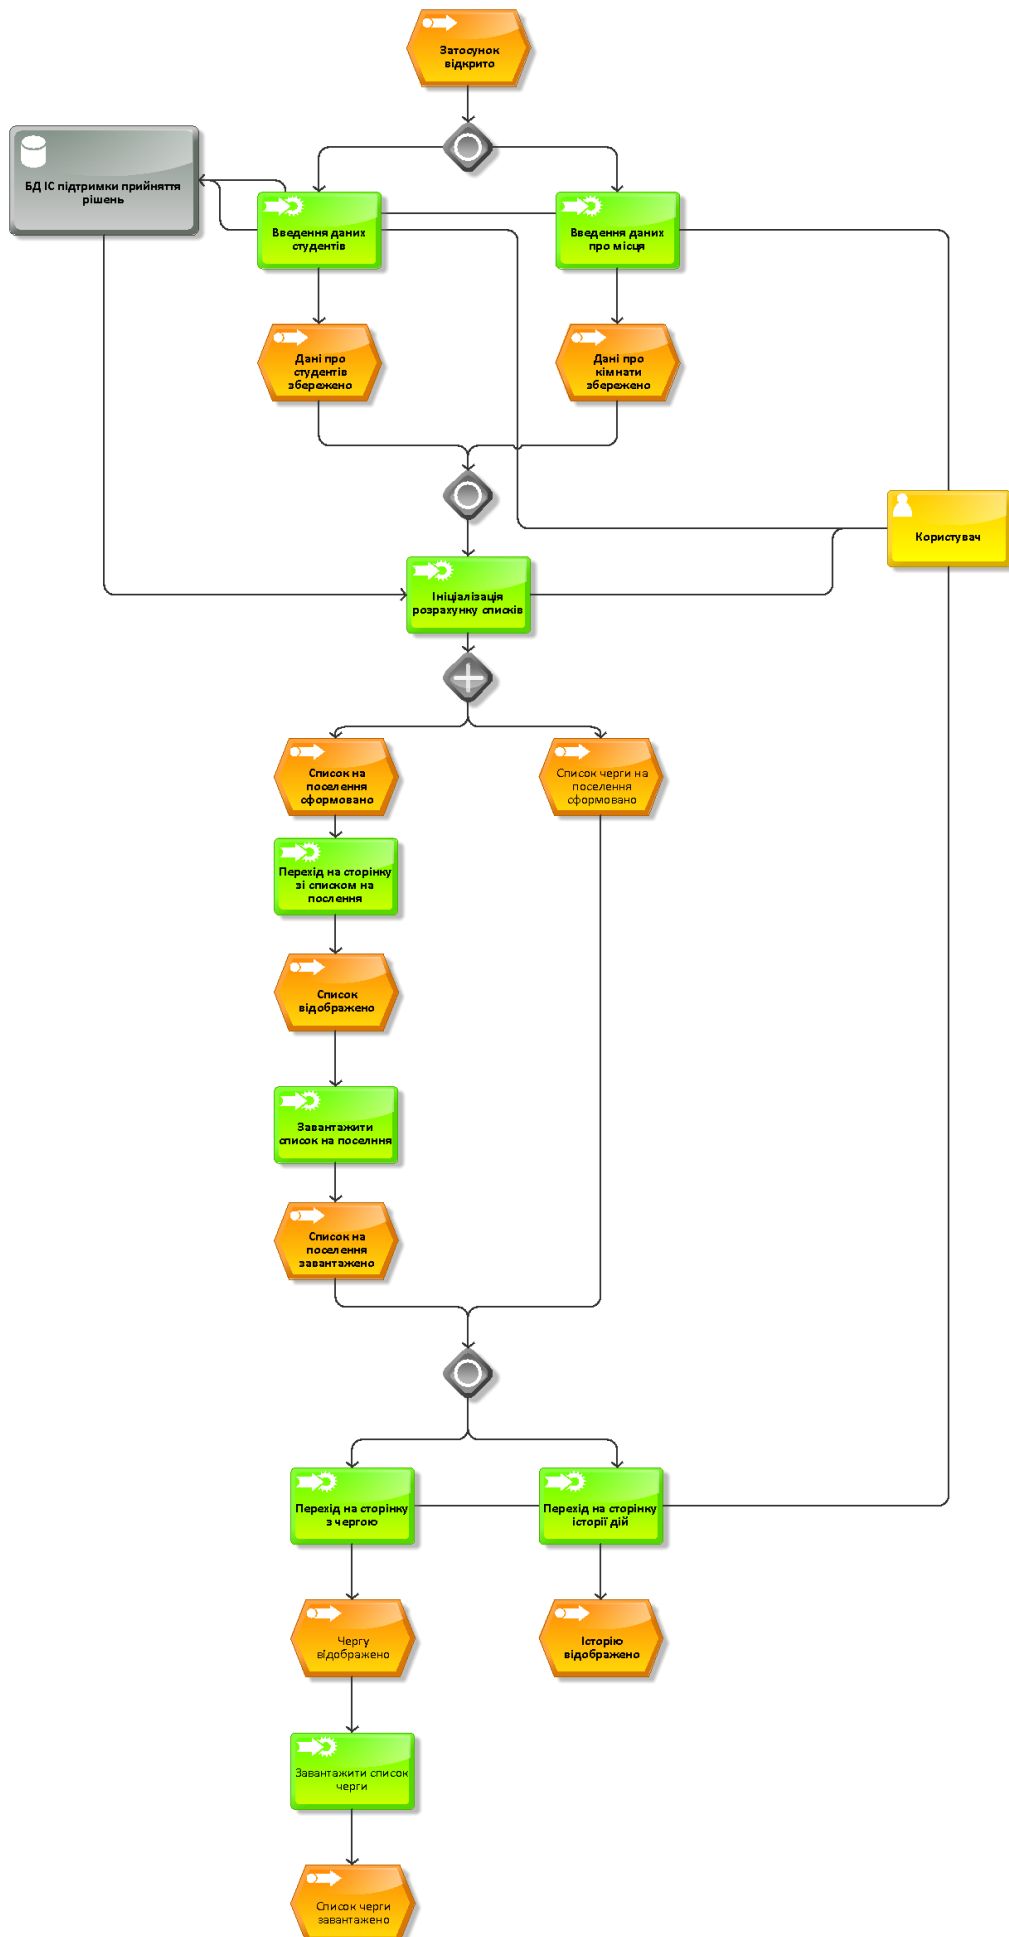 Затосунок
відкрито
БД ІС підтримки прийняття
рішень
Введення даних
студентів
Введення даних
про місця
Дані про
студентів
збережено
Дані про
кімнати
збережено
Користувач
Ініціалізація
розрахунку списків
Список на
поселення
сформовано
Список черги на
поселення
сформовано
Перехід на сторінку
зі списком на
послення
Список
відображено
Завантажити
список на поселння
Список на
поселення
завантажено
Перехід на сторінку
з чергою
Перехід на сторінку
історії дій
Чергу
відображено
Історію
відображено
Завантажити список
черги
Список черги
завантажено